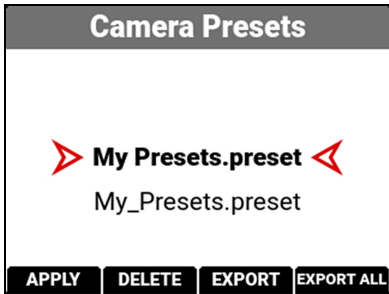 Camera Presets
My Presets.preset
My_Presets.preset
APPLY DELETE EXPORT EXPORT ALL